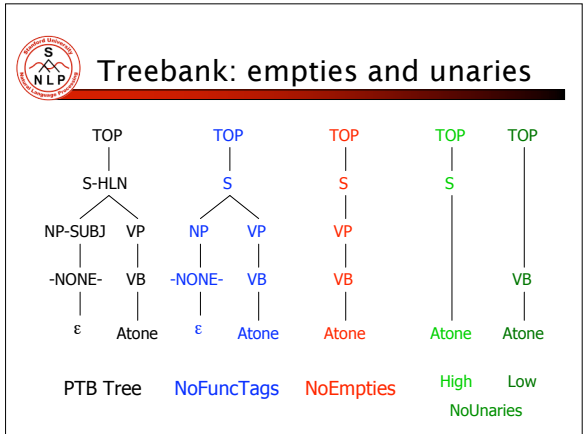 Stanford University
S
N L P
Natural Language Processing
Treebank: empties and unaries
TOP TOP TOP TOP TOP
S-HLN S S S
NP-SUBJ VP NP VP VP
-NONE- VB -NONE- VB VB VB
ε Atone ε Atone Atone Atone Atone
PTB Tree NoFuncTags NoEmpties High Low
NoUnaries